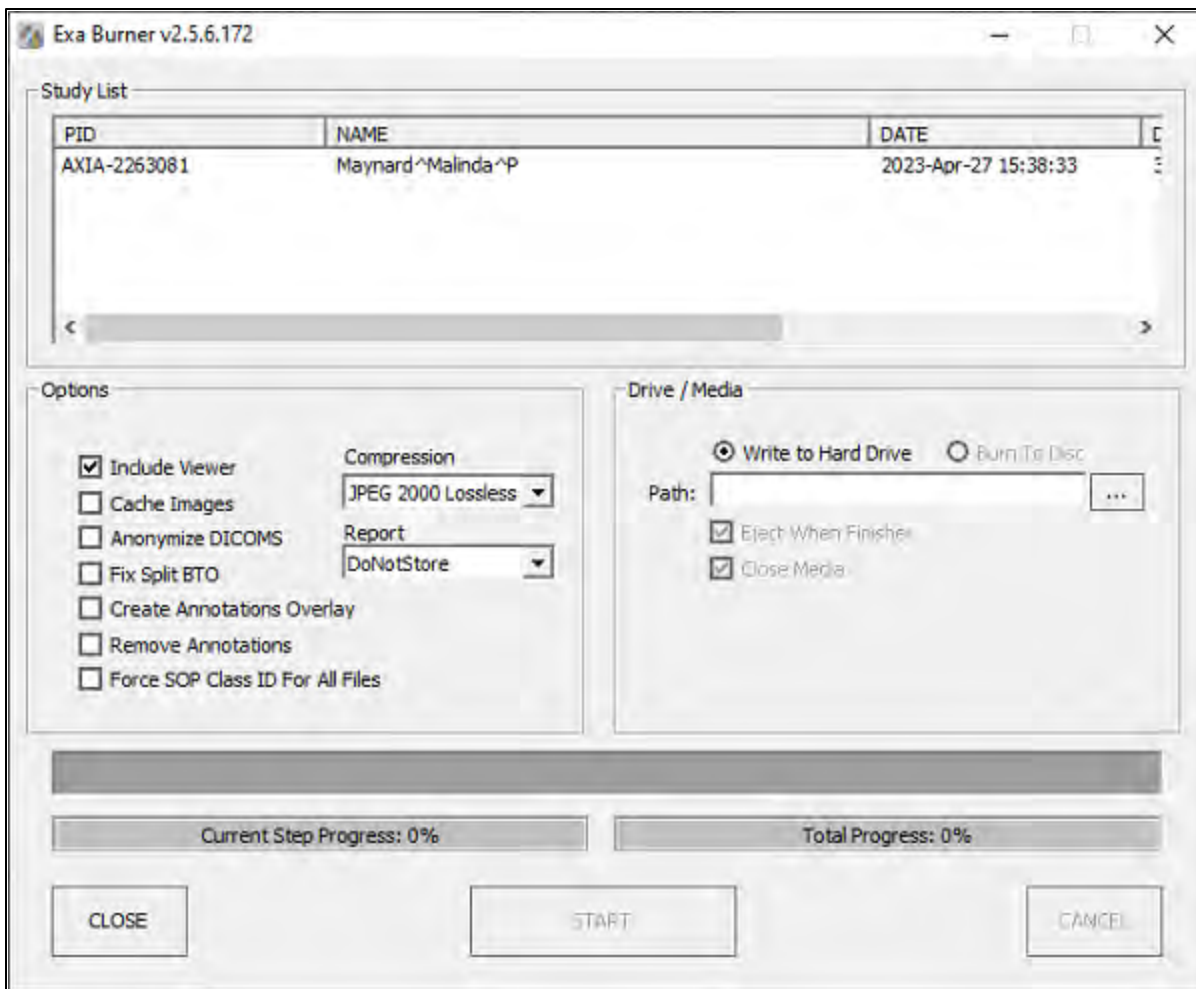 Exa Burner v2.5.6.172
Study List
PID NAME DATE
AXIA-2263081 Maynard^Malinda^P 2023-Apr-27 15:38:33
Options
Include Viewer
Cache Images
Anonymize DICOMS
Fix Split BTO
Create Annotations Overlay
Remove Annotations
Force SOP Class ID For All Files
Compression
JPEG 2000 Lossless
Report
DoNotStore
Drive / Media
Write to Hard Drive Burn To Disc
Path: ...
Eject When Finisher
Close Media
Current Step Progress: 0% Total Progress: 0%
CLOSE START CANCEL